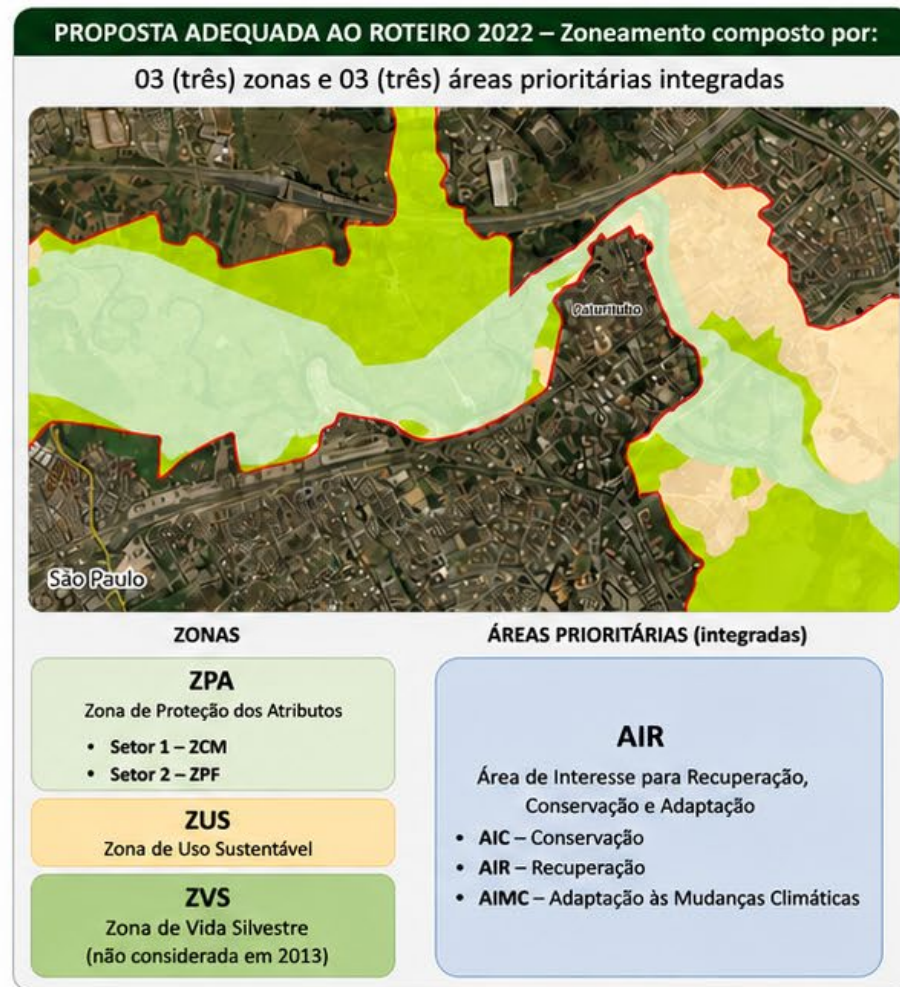 PROPOSTA ADEQUADA AO ROTEIRO 2022 – Zoneamento composto por:
03 (três) zonas e 03 (três) áreas prioritárias integradas
São Paulo
ZONAS
ZPA
Zona de Proteção dos Atributos
• Setor 1 – ZCM
• Setor 2 – ZPF
ZUS
Zona de Uso Sustentável
ZVS
Zona de Vida Silvestre
(não considerada em 2013)
ÁREAS PRIORITÁRIAS (integradas)
AIR
Área de Interesse para Recuperação,
Conservação e Adaptação
• AIC – Conservação
• AIR – Recuperação
• AIMC – Adaptação às Mudanças Climáticas